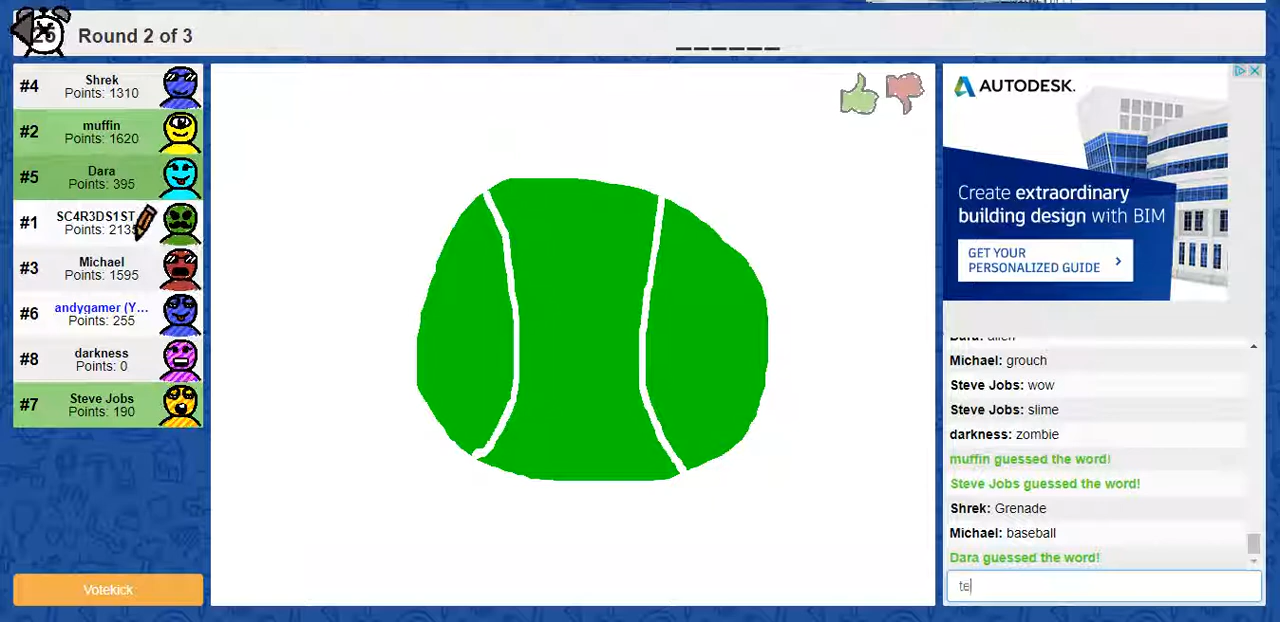 Round 2 of 3
______
#4
Shrek
Points: 1310
#2
muffin
Points: 1620
#5
Dara
Points: 395
#1
SC4R3DS1ST
Points: 2135
#3
Michael
Points: 1595
#6
andygamer (Y...
Points: 255
#8
darkness
Points: 0
#7
Steve Jobs
Points: 190
Votekick
AUTODESK.
Create extraordinary
building design with BIM
GET YOUR
PERSONALIZED GUIDE
Dara: alien
Michael: grouch
Steve Jobs: wow
Steve Jobs: slime
darkness: zombie
muffin guessed the word!
Steve Jobs guessed the word!
Shrek: Grenade
Michael: baseball
Dara guessed the word!
te